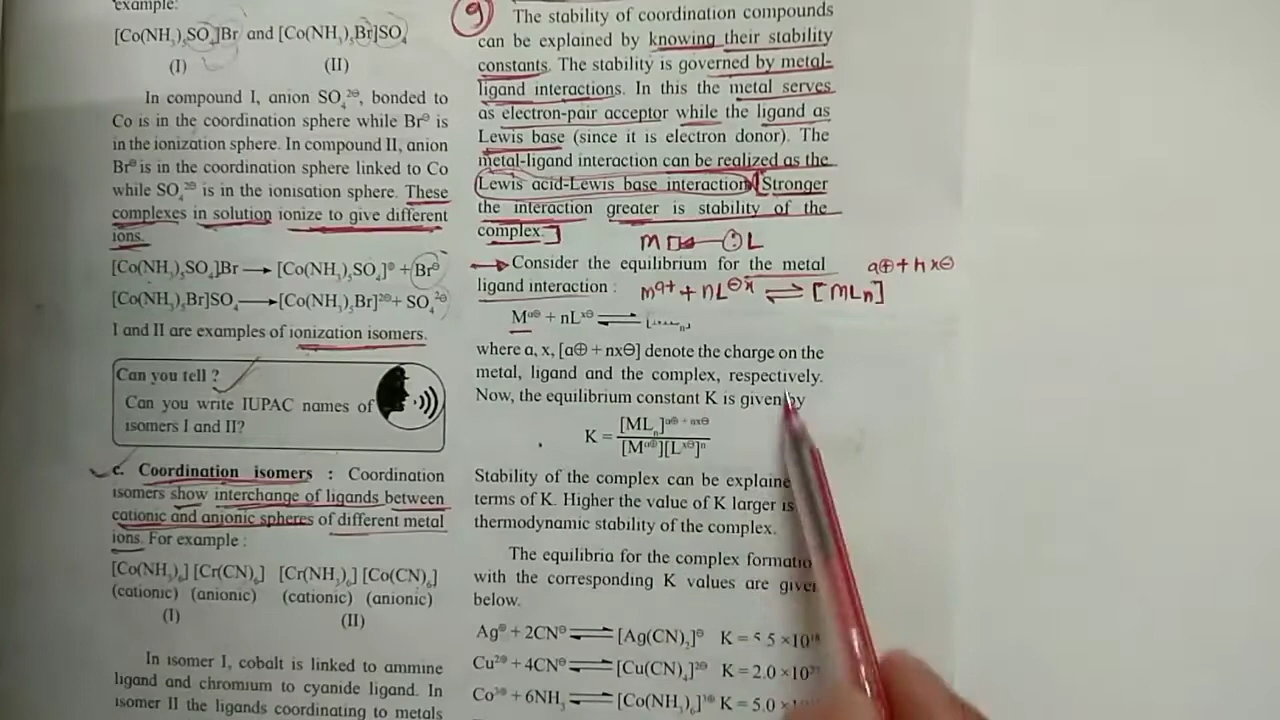 example:
[Co(NH3)5SO4]Br and [Co(NH3)5Br]SO4
(I) (II)
In compound I, anion SO4 2⊖, bonded to
Co is in the coordination sphere while Br⊖ is
in the ionization sphere. In compound II, anion
Br⊖ is in the coordination sphere linked to Co
while SO4 2⊖ is in the ionisation sphere. These
complexes in solution ionize to give different
ions.
[Co(NH3)5SO4]Br ⟶ [Co(NH3)5SO4]⊕ + Br⊖
[Co(NH3)5Br]SO4 ⟶ [Co(NH3)5Br]2⊕ + SO4 2⊖
I and II are examples of ionization isomers.
Can you tell ?
Can you write IUPAC names of
isomers I and II?
c. Coordination isomers : Coordination
isomers show interchange of ligands between
cationic and anionic spheres of different metal
ions. For example :
[Co(NH3)6] [Cr(CN)6] [Cr(NH3)6] [Co(CN)6]
(cationic) (anionic) (cationic) (anionic)
(I) (II)
In isomer I, cobalt is linked to ammine
ligand and chromium to cyanide ligand. In
isomer II the ligands coordinating to metals
9
The stability of coordination compounds
can be explained by knowing their stability
constants. The stability is governed by metal-
ligand interactions. In this the metal serves
as electron-pair acceptor while the ligand as
Lewis base (since it is electron donor). The
metal-ligand interaction can be realized as the
Lewis acid-Lewis base interaction. Stronger
the interaction greater is stability of the
complex.
M L
Consider the equilibrium for the metal
a⊕ + nx⊖
ligand interaction :
M a+ + nL ⊖x ⇌ [MLn]
M a⊕ + nL x⊖ ⇌
where a, x, [a⊕ + nx⊖] denote the charge on the
metal, ligand and the complex, respectively.
Now, the equilibrium constant K is given by
K = [MLn] a⊕ + nx⊖ / [M a⊕][L x⊖]n
Stability of the complex can be
terms of K. Higher the value of K larger is
thermodynamic stability of the complex.
The equilibria for the complex
with the corresponding K values are
below.
Ag⊕ + 2CN⊖ ⇌ [Ag(CN)2]⊖ K = 5.5 ×10
Cu2⊕ + 4CN⊖ ⇌ [Cu(CN)4]2⊖ K = 2.0 ×10
Co3⊕ + 6NH3 ⇌ [Co(NH3)6]3⊕ K = 5.0 ×10